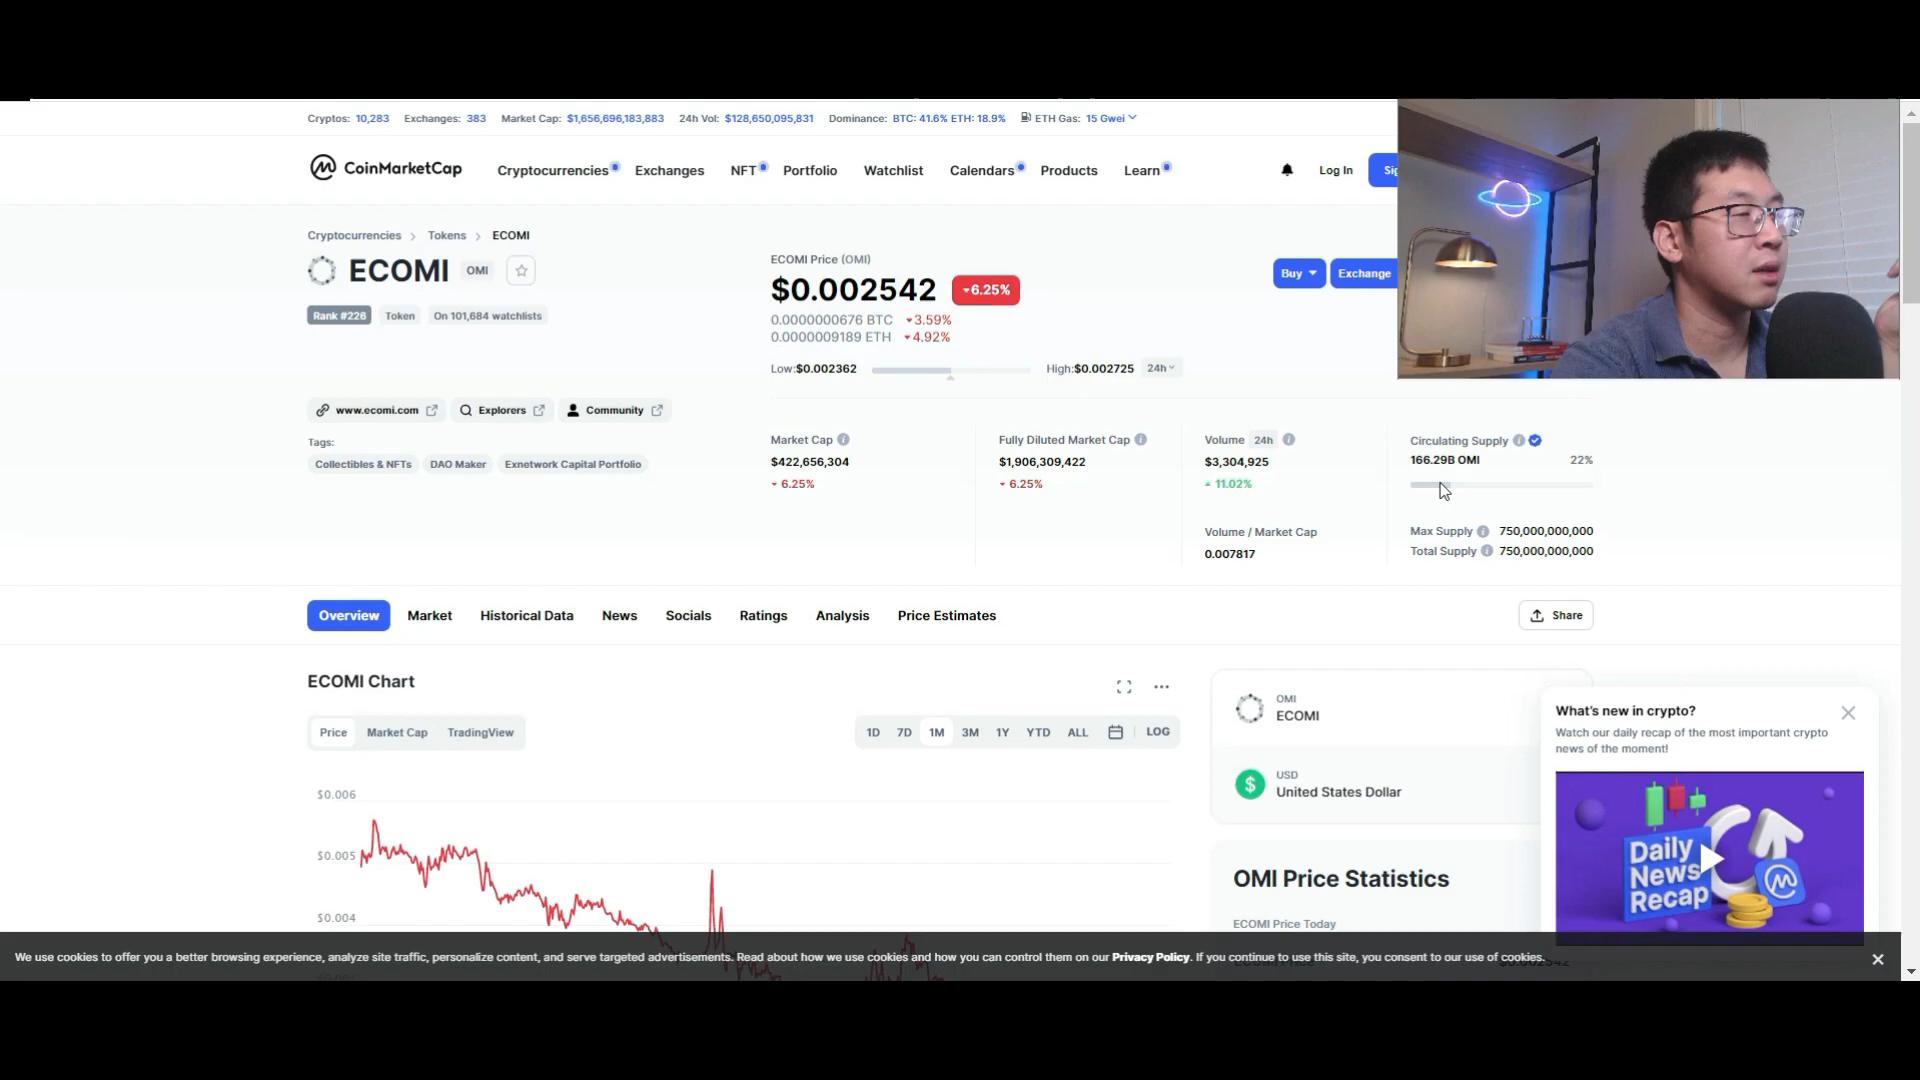 Cryptos: 10,283 Exchanges: 383 Market Cap: $1,656,696,183,883 24h Vol: $128,650,095,831 Dominance: BTC: 41.6% ETH: 18.9% ETH Gas: 15 Gwei
CoinMarketCap Cryptocurrencies Exchanges NFT Portfolio Watchlist Calendars Products Learn Log In
Cryptocurrencies > Tokens > ECOMI
ECOMI OMI
Rank #226 Token On 101,684 watchlists
ECOMI Price (OMI)
$0.002542 6.25%
0.0000000676 BTC 3.59%
0.0000009189 ETH 4.92%
Low:$0.002362 High:$0.002725 24h
Buy Exchange
www.ecomi.com Explorers Community
Tags:
Collectibles & NFTs DAO Maker Exnetwork Capital Portfolio
Market Cap
$422,656,304
6.25%
Fully Diluted Market Cap
$1,906,309,422
6.25%
Volume 24h
$3,304,925
11.02%
Volume / Market Cap
0.007817
Circulating Supply
166.29B OMI 22%
Max Supply 750,000,000,000
Total Supply 750,000,000,000
Overview Market Historical Data News Socials Ratings Analysis Price Estimates Share
ECOMI Chart
Price Market Cap TradingView 1D 7D 1M 3M 1Y YTD ALL LOG
$0.006
$0.005
$0.004
OMI
ECOMI
USD
$ United States Dollar
OMI Price Statistics
ECOMI Price Today
What's new in crypto?
Watch our daily recap of the most important crypto
news of the moment!
Daily
News
Recap
We use cookies to offer you a better browsing experience, analyze site traffic, personalize content, and serve targeted advertisements. Read about how we use cookies and how you can control them on our Privacy Policy. If you continue to use this site, you consent to our use of cookies.